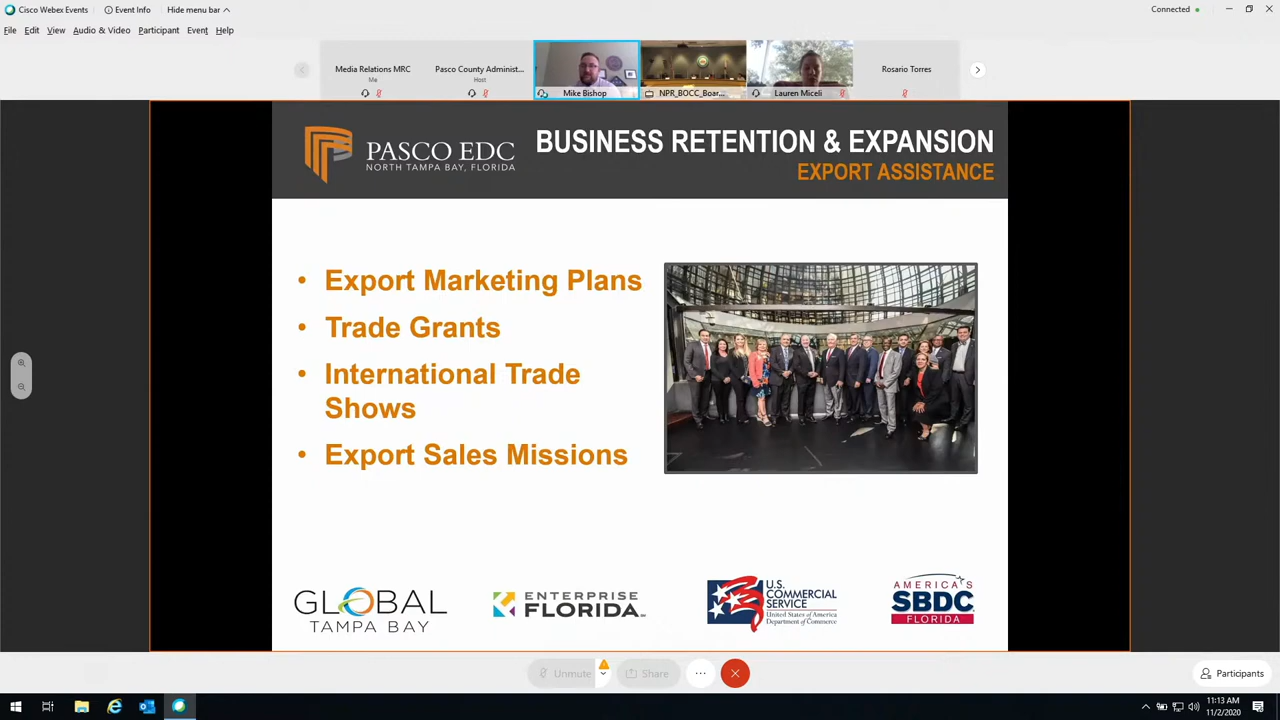 Cisco Webex Events
Event Info
Hide menu bar
Connected
File Edit View Audio & Video Participant Event Help
Media Relations MRC
Me
Pasco County Administ...
Host
Mike Bishop
NPR_BOCC_Boar...
Lauren Miceli
Rosario Torres
PASCO EDC
NORTH TAMPA BAY, FLORIDA
BUSINESS RETENTION & EXPANSION
EXPORT ASSISTANCE
• Export Marketing Plans
• Trade Grants
• International Trade
Shows
• Export Sales Missions
GLOBAL
TAMPA BAY
ENTERPRISE
FLORIDA
U.S.
COMMERCIAL
SERVICE
United States of America
Department of Commerce
AMERICA'S
SBDC
FLORIDA
Unmute
Share
Participants
11:13 AM
11/2/2020